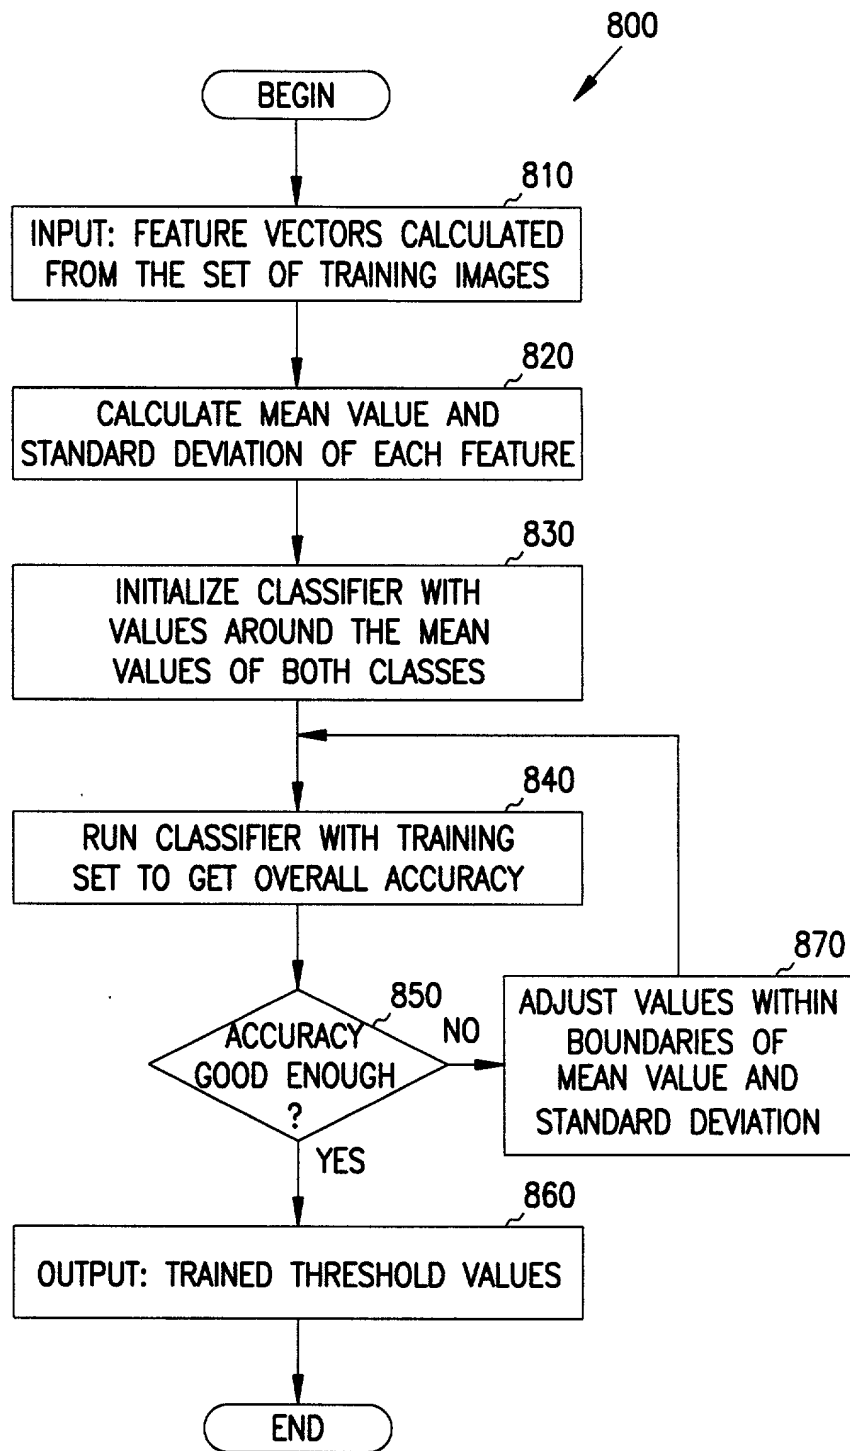 800
BEGIN
810
INPUT: FEATURE VECTORS CALCULATED
FROM THE SET OF TRAINING IMAGES
820
CALCULATE MEAN VALUE AND
STANDARD DEVIATION OF EACH FEATURE
830
INITIALIZE CLASSIFIER WITH
VALUES AROUND THE MEAN
VALUES OF BOTH CLASSES
840
RUN CLASSIFIER WITH TRAINING
SET TO GET OVERALL ACCURACY
850
ACCURACY
GOOD ENOUGH
?
NO
870
ADJUST VALUES WITHIN
BOUNDARIES OF
MEAN VALUE AND
STANDARD DEVIATION
YES
860
OUTPUT: TRAINED THRESHOLD VALUES
END